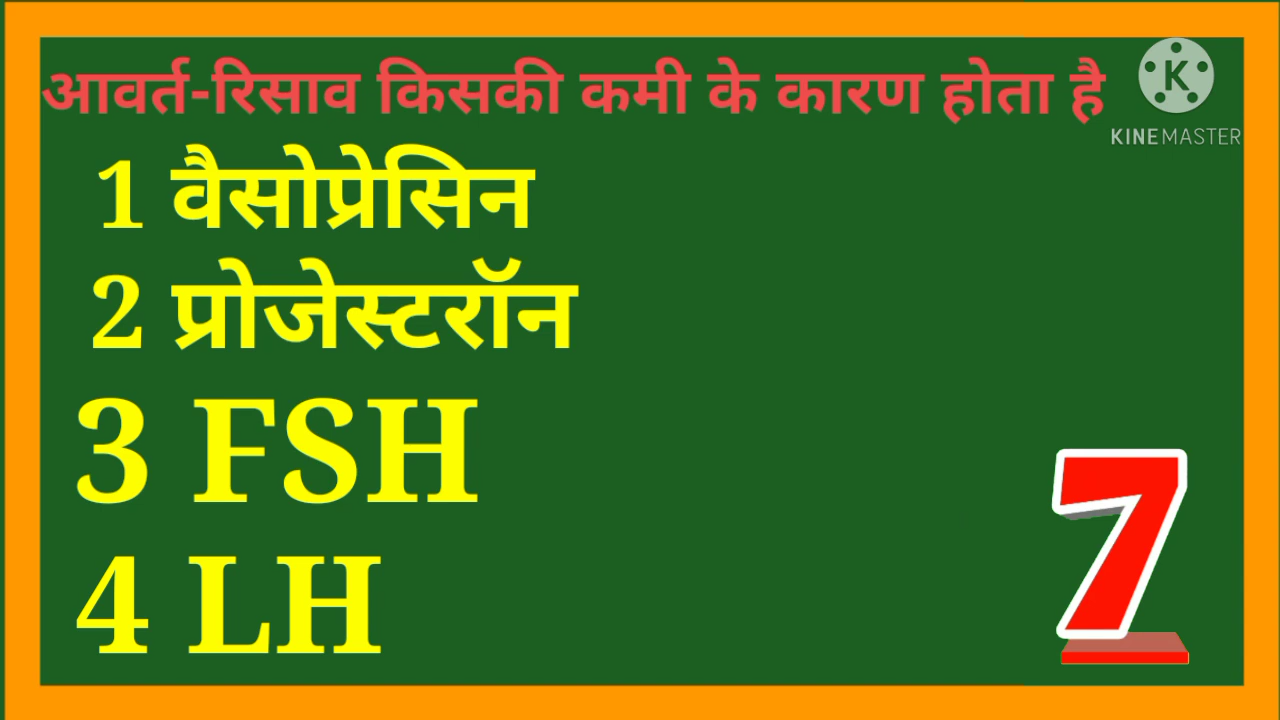 आवर्त-रिसाव किसकी कमी के कारण होता है
K
KINEMASTER
1 वैसोप्रेसिन
2 प्रोजेस्टरॉन
3 FSH
4 LH
7